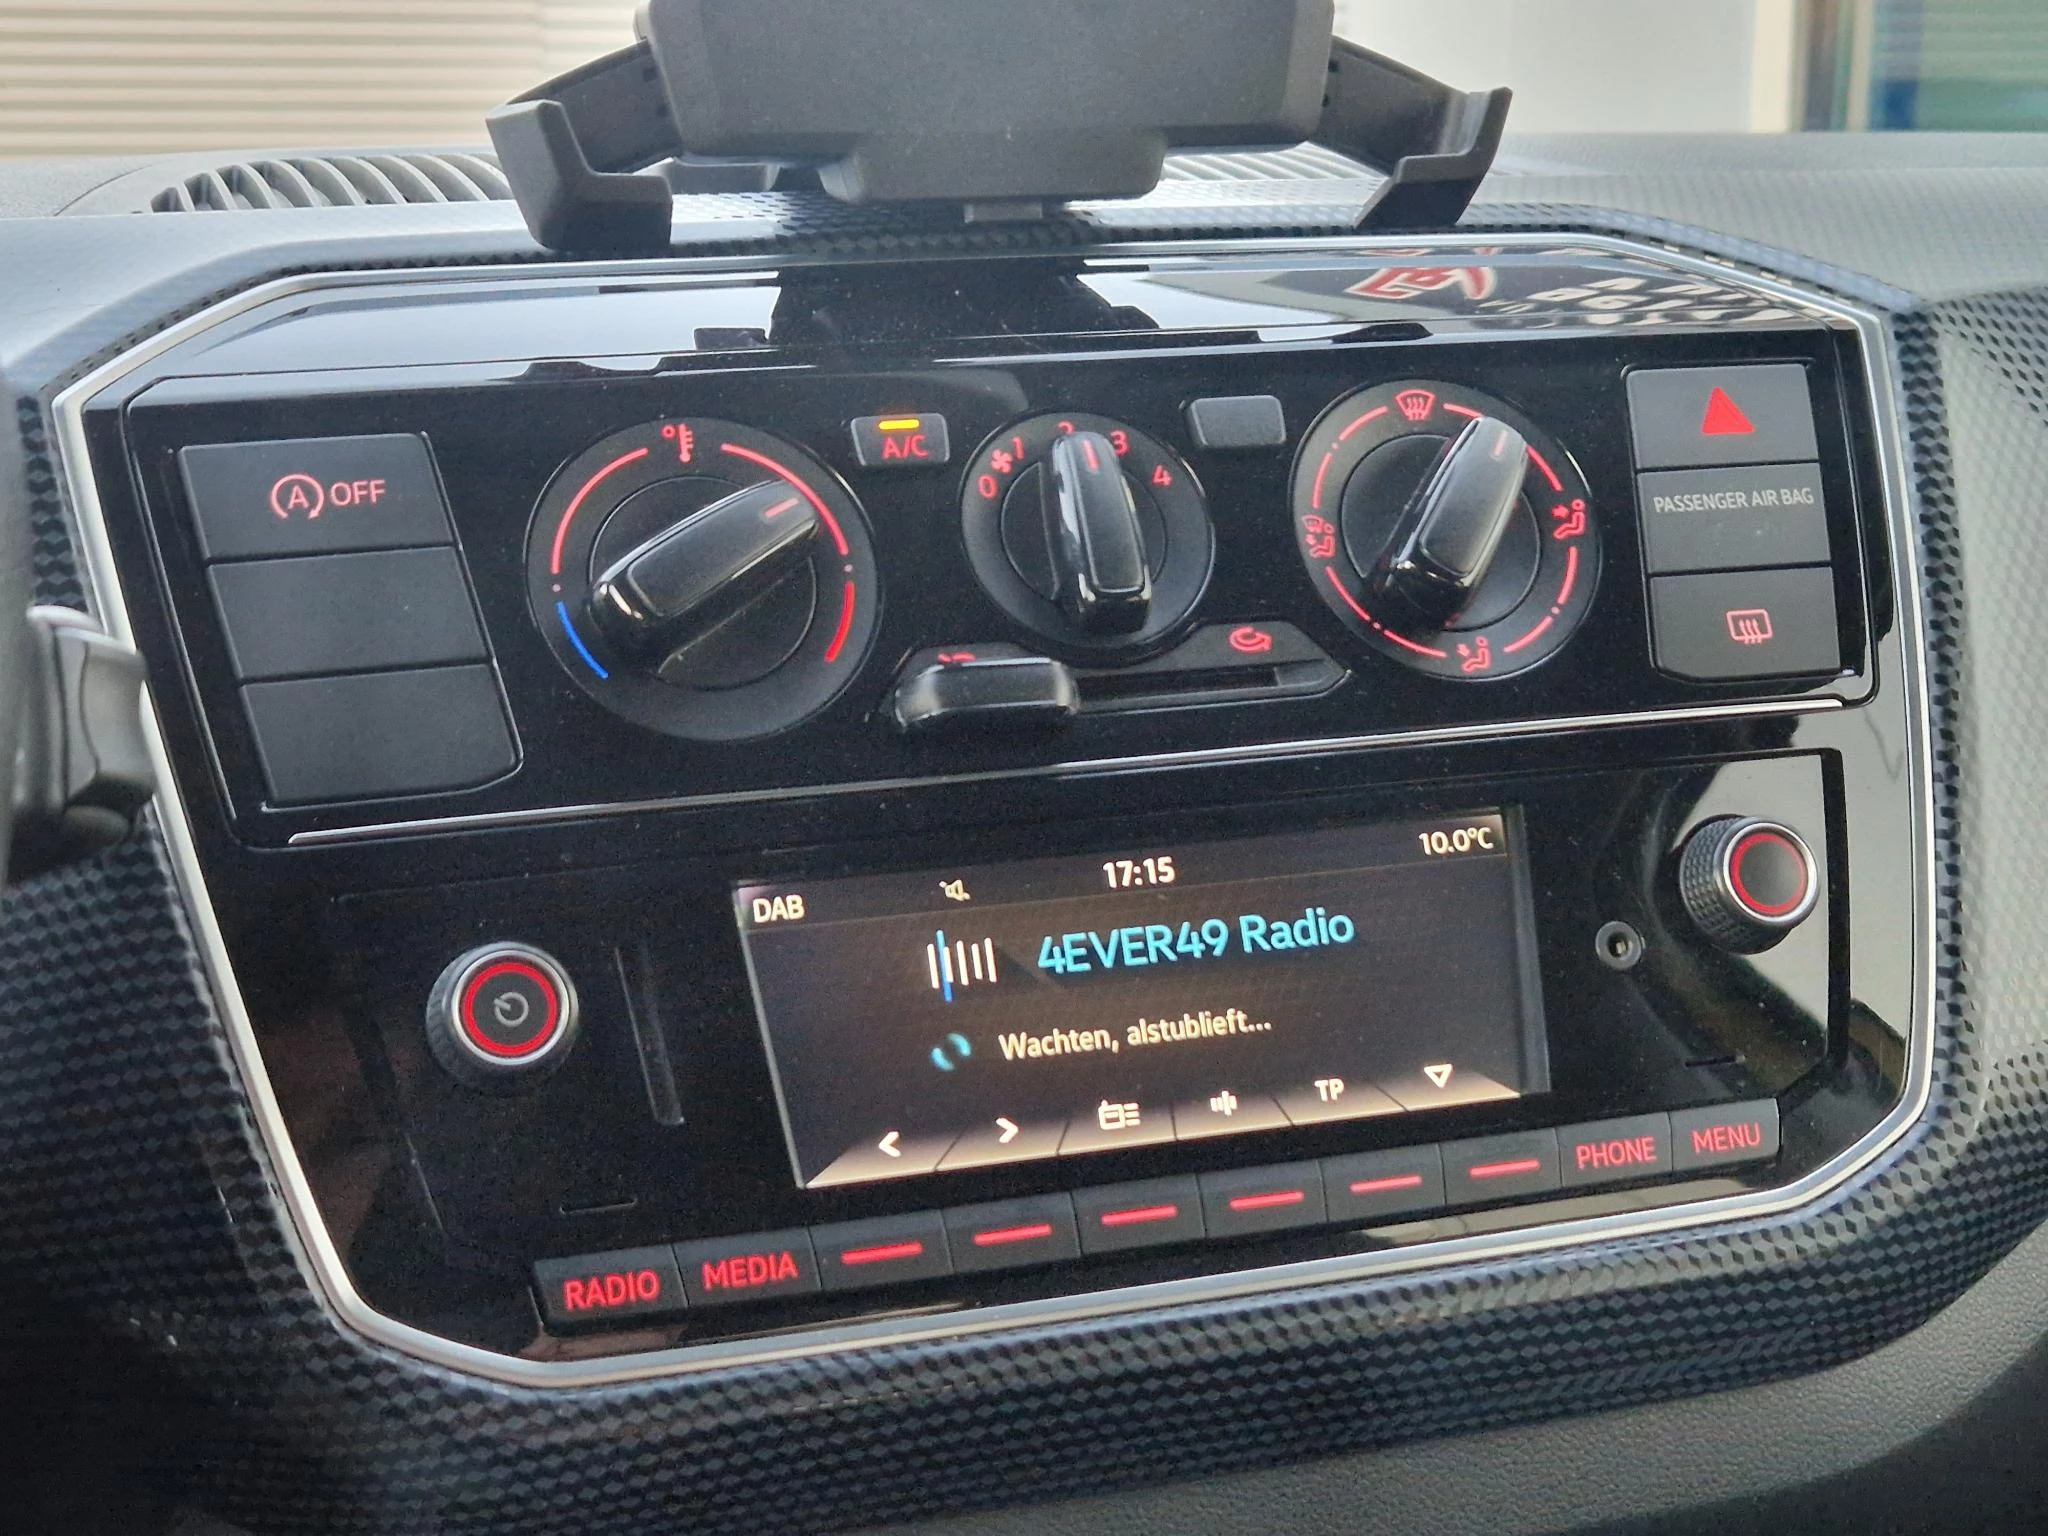 A OFF
A/C
0 1 2 3 4
PASSENGER AIR BAG
DAB
17:15
10.0°C
4EVER49 Radio
Wachten, alstublieft...
TP
RADIO
MEDIA
PHONE
MENU